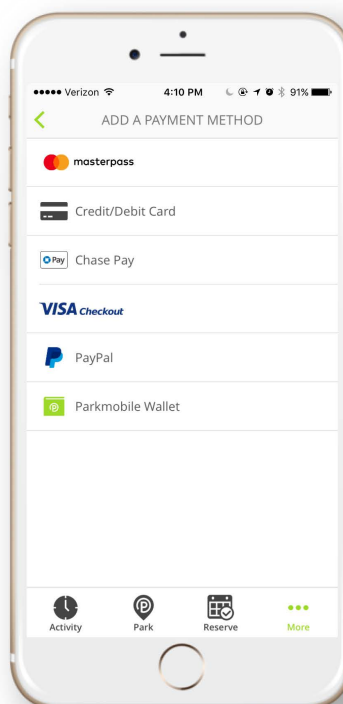 Verizon 4:10 PM 91%
ADD A PAYMENT METHOD
masterpass
Credit/Debit Card
Pay Chase Pay
VISA Checkout
PayPal
Parkmobile Wallet
Activity Park Reserve More